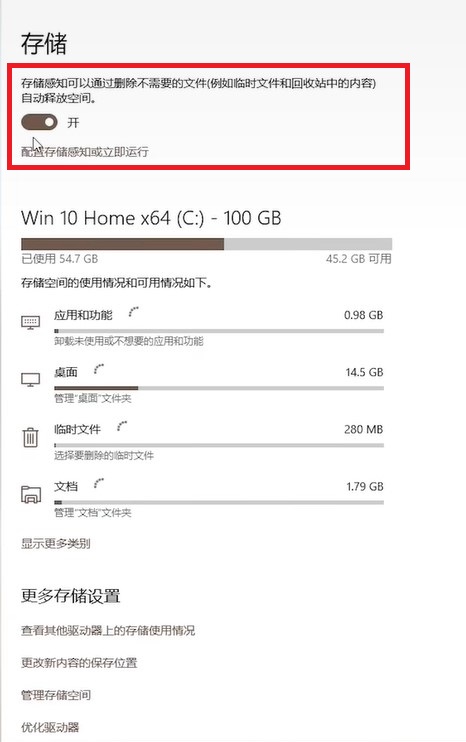 存储
存储感知可以通过删除不需要的文件(例如临时文件和回收站中的内容)
自动释放空间。
开
配置存储感知或立即运行
Win 10 Home x64 (C:) - 100 GB
已使用 54.7 GB 45.2 GB 可用
存储空间的使用情况和可用情况如下。
应用和功能 0.98 GB
卸载未使用或不想要的应用和功能
桌面 14.5 GB
管理"桌面"文件夹
临时文件 280 MB
选择要删除的临时文件
文档 1.79 GB
管理"文档"文件夹
显示更多类别
更多存储设置
查看其他驱动器上的存储使用情况
更改新内容的保存位置
管理存储空间
优化驱动器